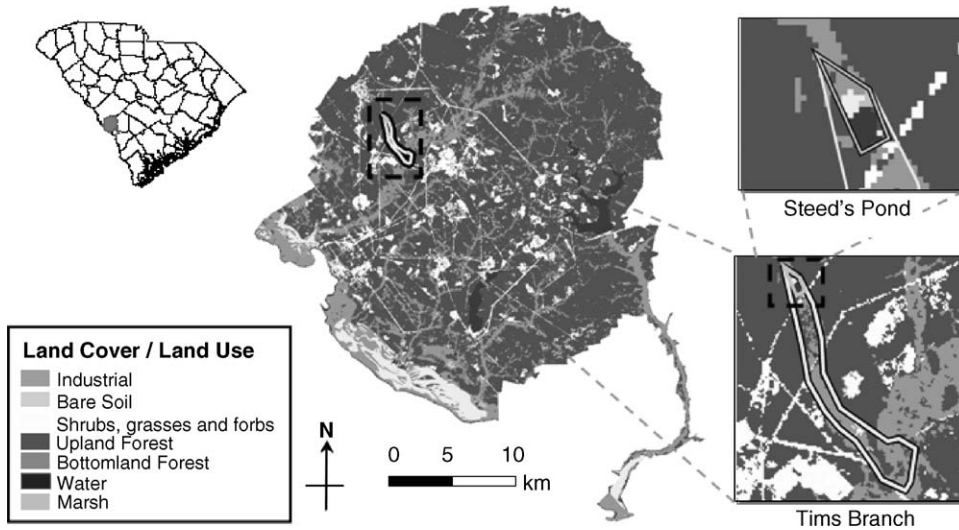 Steed's Pond
Land Cover / Land Use
Industrial
Bare Soil
Shrubs, grasses and forbs
Upland Forest
Bottomland Forest
Water
Marsh
N
0 5 10
km
Tims Branch